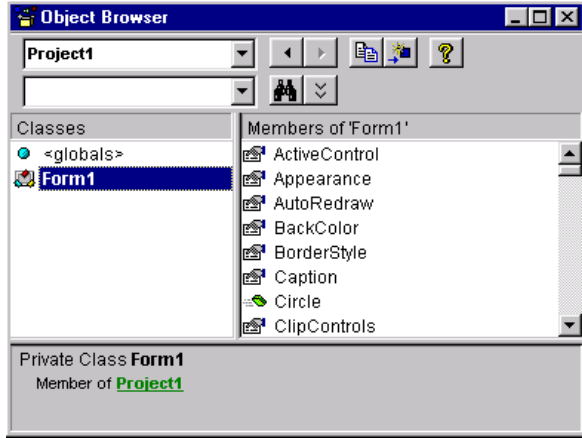 Object Browser
Project1
Classes
Members of 'Form1'
<globals>
Form1
ActiveControl
Appearance
AutoRedraw
BackColor
BorderStyle
Caption
Circle
ClipControls
Private Class Form1
Member of Project1